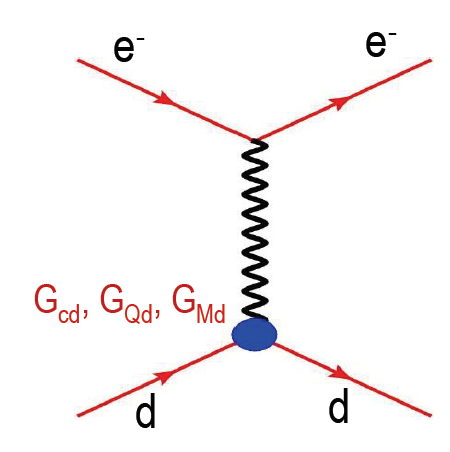 e⁻ e⁻
Gcd, GQd, GMd
d d